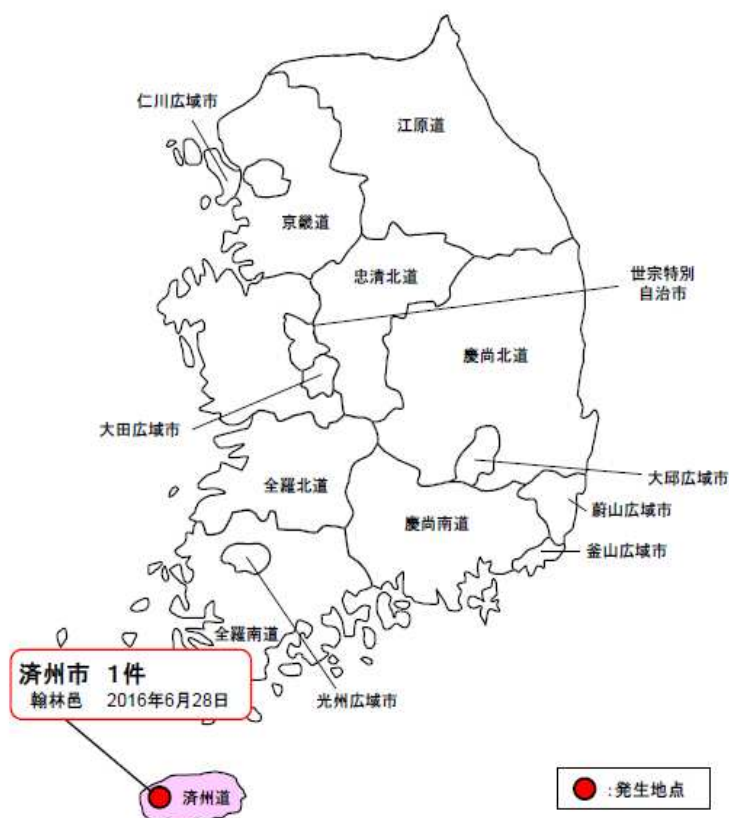 仁川広域市
江原道
京畿道
忠清北道
世宗特別
自治市
慶尚北道
大田広域市
全羅北道
大邱広域市
慶尚南道
蔚山広域市
釜山広域市
全羅南道
済州市 1件
翰林邑 2016年6月28日
光州広域市
済州道
:発生地点